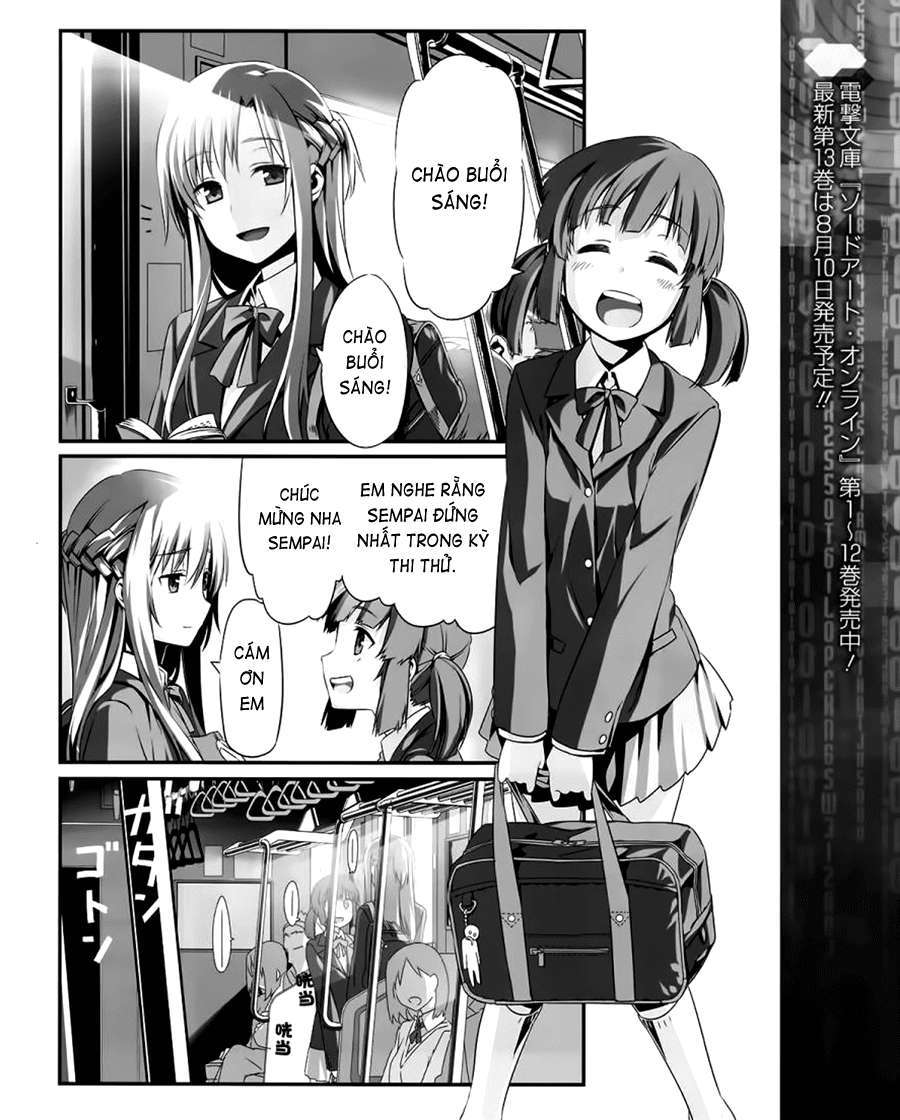 電撃文庫『ソードアート・オンライン』第1〜12巻発売中!
最新第13巻は8月10日発売予定!!
CHÀO BUỔI
SÁNG!
CHÀO
BUỔI
SÁNG!
EM NGHE RẰNG
SEMPAI ĐỨNG
NHẤT TRONG KỲ
THI THỬ.
CHÚC
MỪNG NHA
SEMPAI!
CÁM
ƠN
EM
ガタン
ゴトン
咣当
咣当